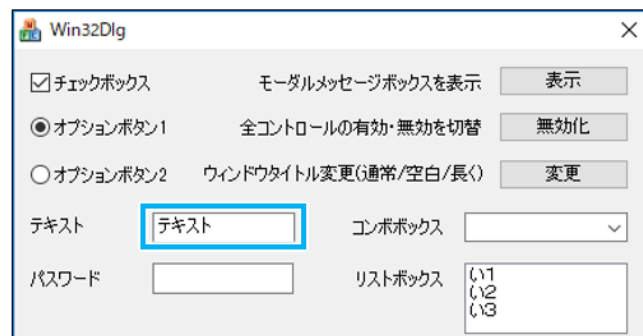 Win32Dlg
チェックボックス モーダルメッセージボックスを表示 表示
オプションボタン1 全コントロールの有効・無効を切替 無効化
オプションボタン2 ウィンドウタイトル変更(通常/空白/長く) 変更
テキスト テキスト コンボボックス
パスワード リストボックス い1
い2
い3